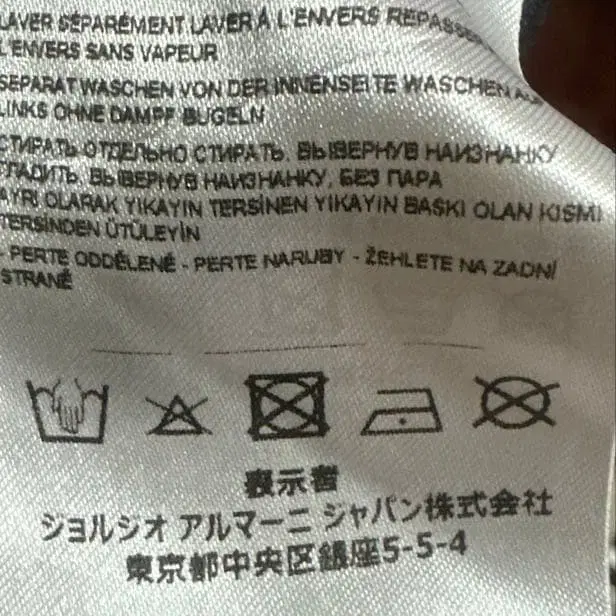 LAVER SÉPARÉMENT LAVER À L'ENVERS REPASSER
L'ENVERS SANS VAPEUR
SEPARAT WASCHEN VON DER INNENSEITE WASCHEN AUF
LINKS OHNE DAMPF BÜGELN
СТИРАТЬ ОТДЕЛЬНО СТИРАТЬ, ВЫВЕРНУВ НАИЗНАНКУ
ГЛАДИТЬ, ВЫВЕРНУВ НАИЗНАНКУ, БЕЗ ПАРА
AYRI OLARAK YIKAYIN TERSİNEN YIKAYIN BASKI OLAN KISMI
TERSİNDEN ÜTÜLEYİN
- PERTE ODDĚLENĚ - PERTE NARUBY - ŽEHLETE NA ZADNÍ
STRANĚ
表示者
ジョルジオ アルマーニ ジャパン株式会社
東京都中央区銀座5-5-4